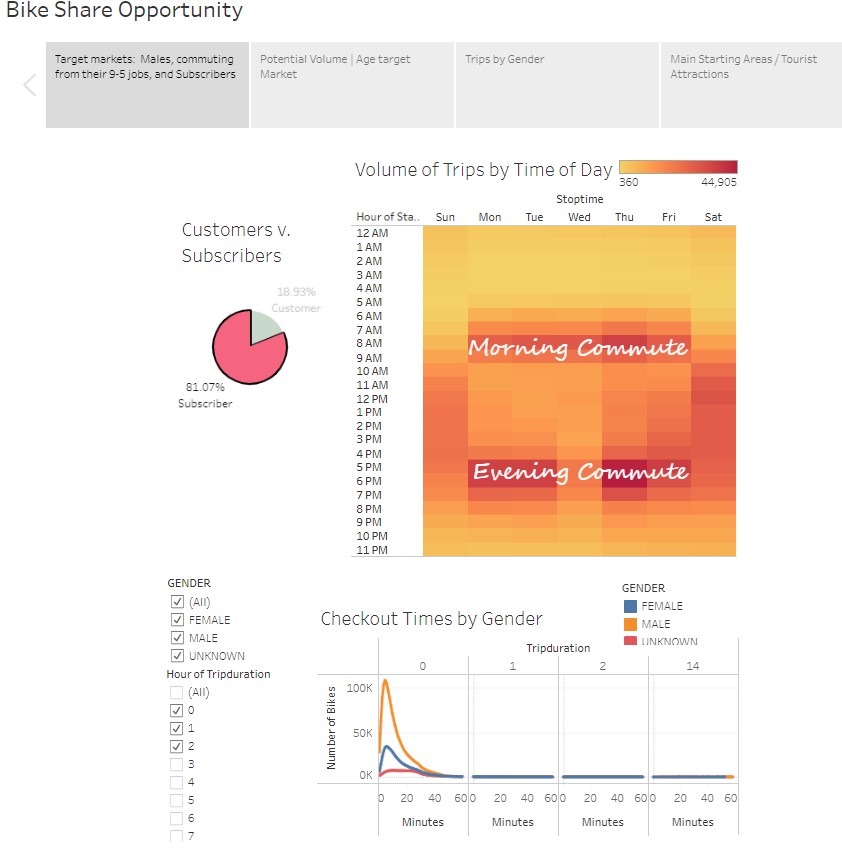 Bike Share Opportunity
Target markets:  Males, commuting
from their 9-5 jobs, and Subscribers
Potential Volume | Age target
Market
Trips by Gender
Main Starting Areas / Tourist
Attractions
Volume of Trips by Time of Day
360
44,905
Stoptime
Hour of Sta.. Sun Mon Tue Wed Thu Fri Sat
12 AM
1 AM
2 AM
3 AM
4 AM
5 AM
6 AM
7 AM
8 AM
9 AM
10 AM
11 AM
12 PM
1 PM
2 PM
3 PM
4 PM
5 PM
6 PM
7 PM
8 PM
9 PM
10 PM
11 PM
Morning Commute
Evening Commute
Customers v.
Subscribers
18.93%
Customer
81.07%
Subscriber
GENDER
(All)
FEMALE
MALE
UNKNOWN
Hour of Tripduration
(All)
0
1
2
3
4
5
6
7
Checkout Times by Gender
GENDER
FEMALE
MALE
UNKNOWN
Tripduration
0 1 2 14
Number of Bikes
100K
50K
0K
0 20 40 60 0 20 40 60 0 20 40 60 0 20 40 60
Minutes Minutes Minutes Minutes